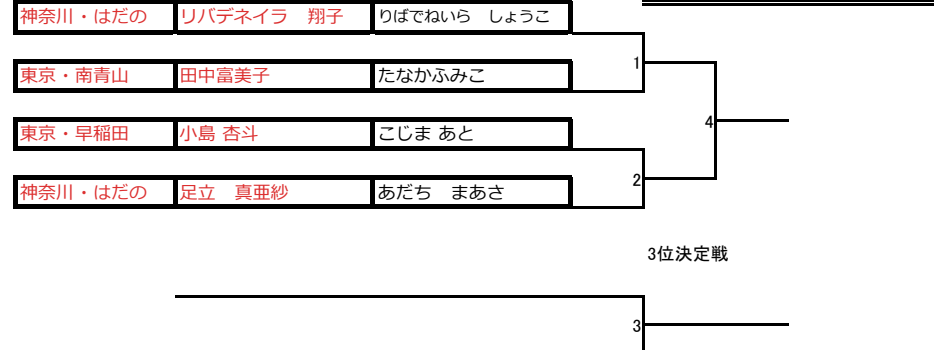 神奈川・はだの リバデネイラ　翔子 りばでねいら　しょうこ
1
東京・南青山 田中富美子 たなかふみこ
4
東京・早稲田 小島 杏斗 こじま あと
2
神奈川・はだの 足立　真亜紗 あだち　まあさ
3位決定戦
3